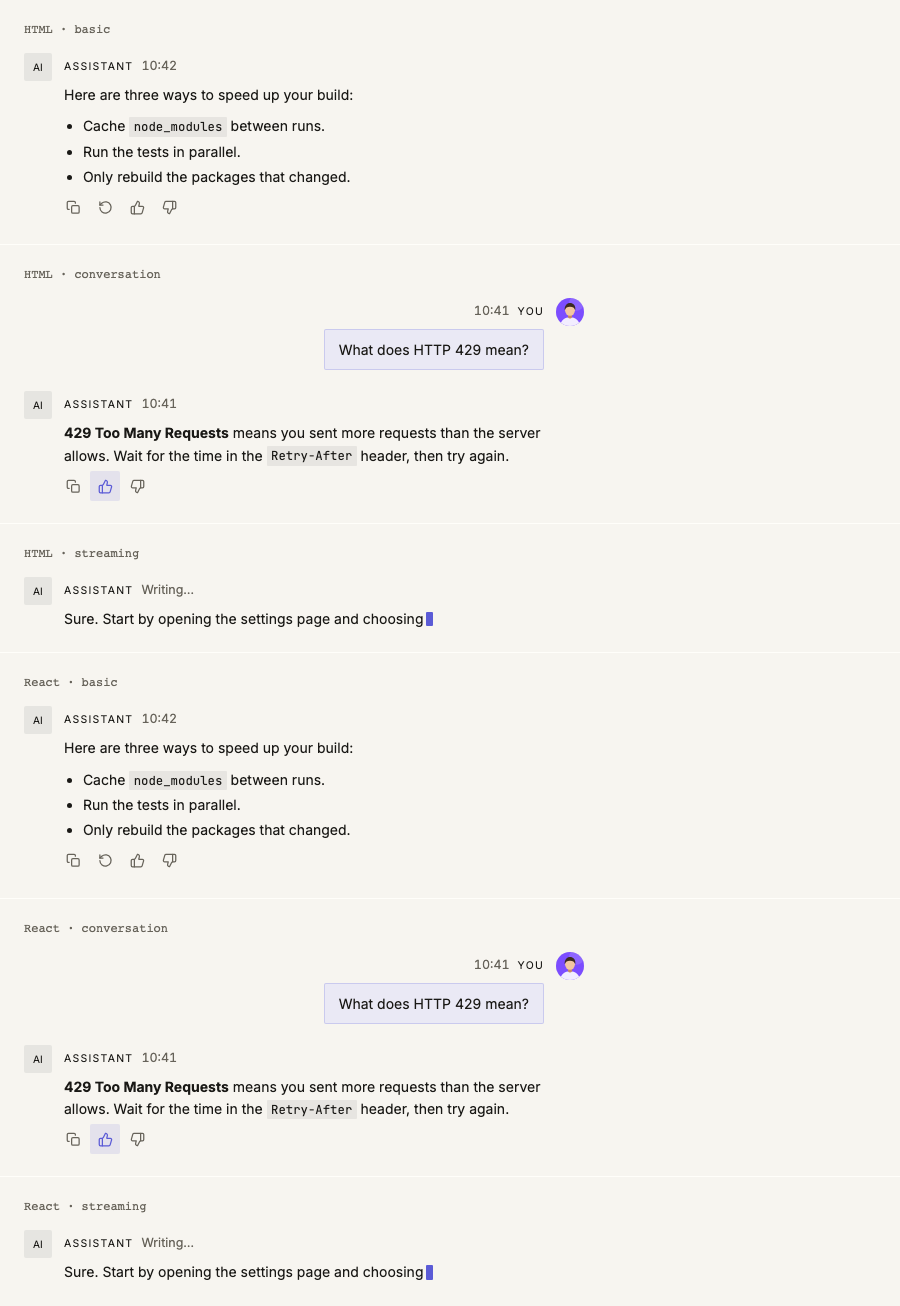 HTML · basic
AI
ASSISTANT 10:42
Here are three ways to speed up your build:
• Cache node_modules between runs.
• Run the tests in parallel.
• Only rebuild the packages that changed.
HTML · conversation
10:41 YOU
What does HTTP 429 mean?
AI
ASSISTANT 10:41
429 Too Many Requests means you sent more requests than the server
allows. Wait for the time in the Retry-After header, then try again.
HTML · streaming
AI
ASSISTANT Writing…
Sure. Start by opening the settings page and choosing
React · basic
AI
ASSISTANT 10:42
Here are three ways to speed up your build:
• Cache node_modules between runs.
• Run the tests in parallel.
• Only rebuild the packages that changed.
React · conversation
10:41 YOU
What does HTTP 429 mean?
AI
ASSISTANT 10:41
429 Too Many Requests means you sent more requests than the server
allows. Wait for the time in the Retry-After header, then try again.
React · streaming
AI
ASSISTANT Writing…
Sure. Start by opening the settings page and choosing